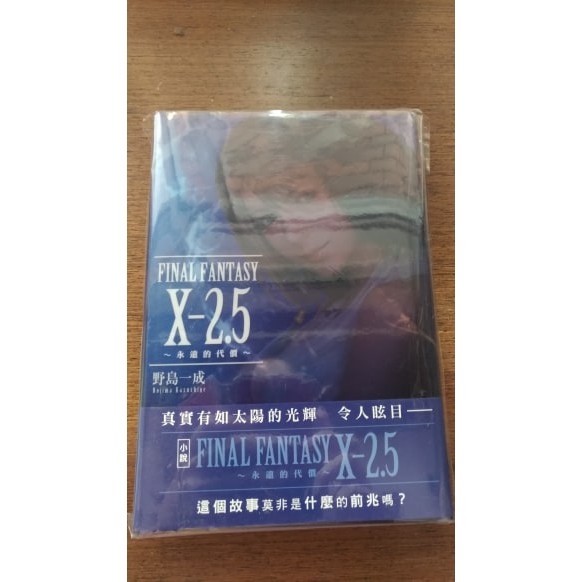 FINAL FANTASY
X-2.5
～永遠的代價～
野島一成
Nojima Kazushige
真實有如太陽的光輝　令人眩目——
小說
FINAL FANTASY X-2.5
～永遠的代價～
這個故事莫非是什麼的前兆嗎？